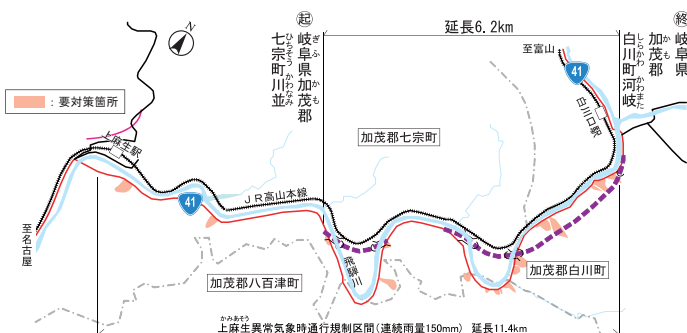 起
岐阜県加茂郡
ぎふ かも
七宗町川並
ひちそう かわなみ
延長6.2km
終
岐阜県
加茂郡
かも
白川町河岐
しらかわ かわまた
至富山
41
白川口駅
:要対策箇所
上麻生駅
加茂郡七宗町
41
JR高山本線
至名古屋
飛騨川
加茂郡八百津町
加茂郡白川町
かみあそう
上麻生異常気象時通行規制区間(連続雨量150mm) 延長11.4km